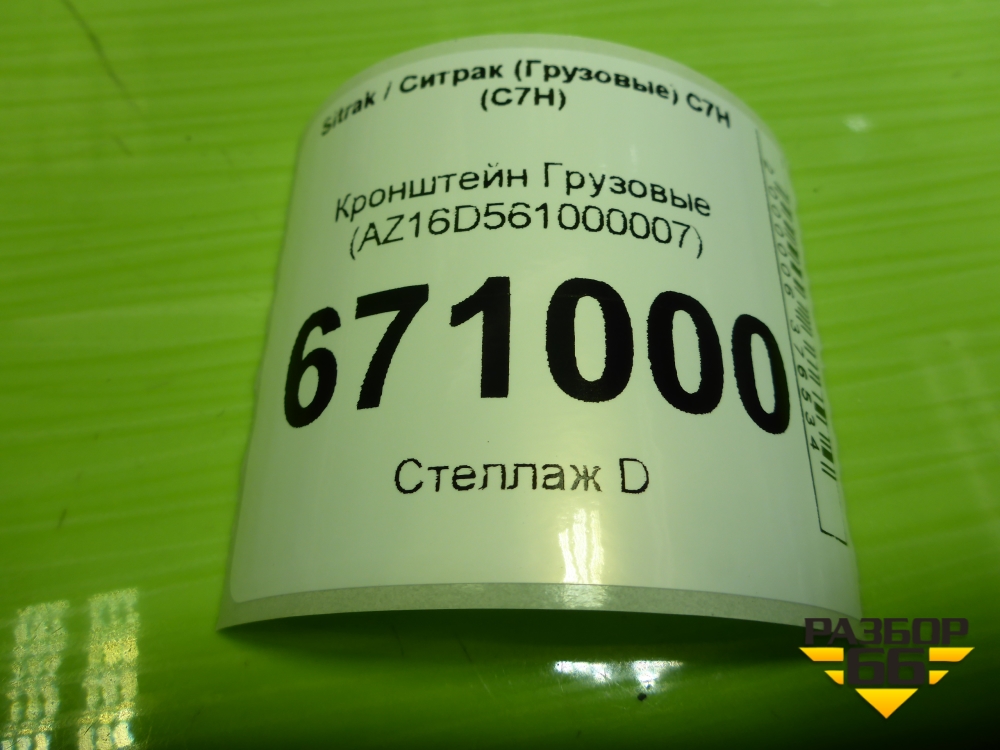 Sitrak / Ситрак (Грузовые) C7H
(C7H)
Кронштейн Грузовые
(AZ16D561000007)
671000
Стеллаж D
РАЗБОР
66